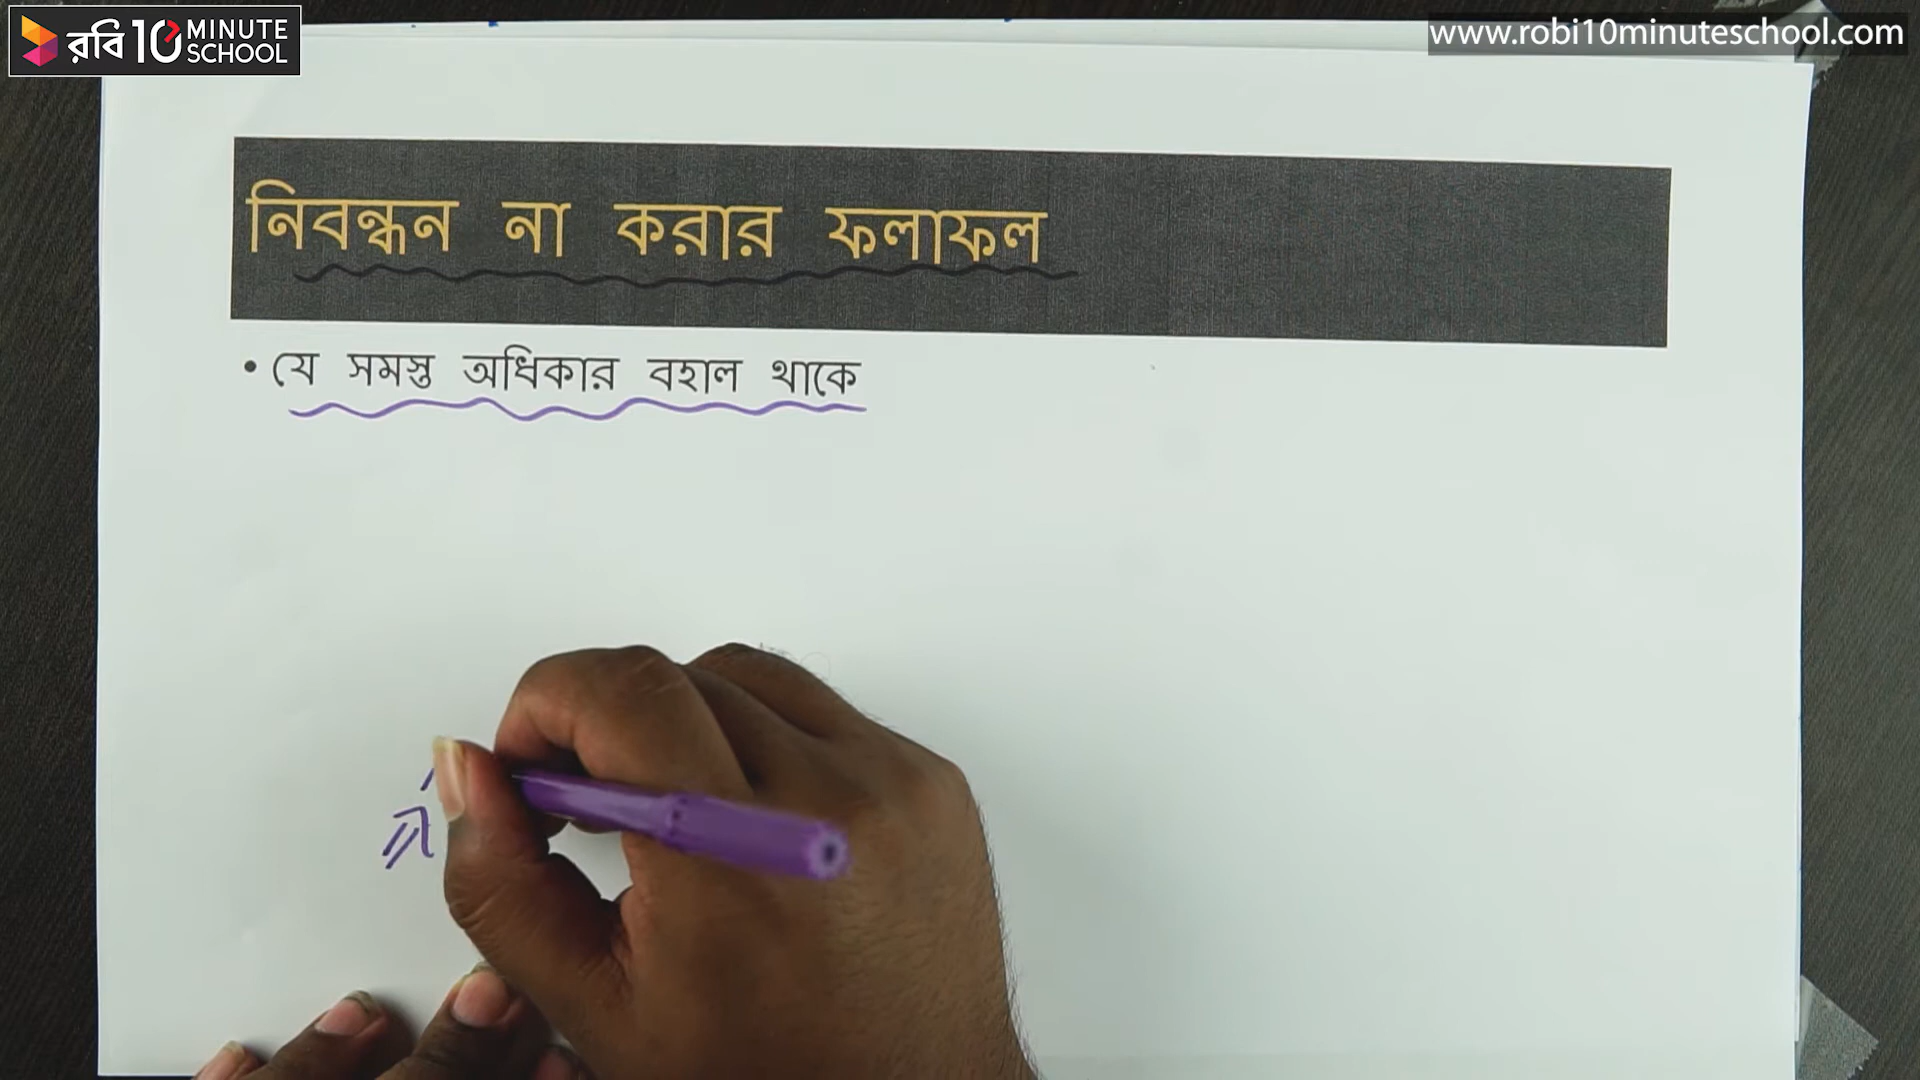 রবি 10 MINUTE SCHOOL
www.robi10minuteschool.com
নিবন্ধন না করার ফলাফল
• যে সমস্ত অধিকার বহাল থাকে